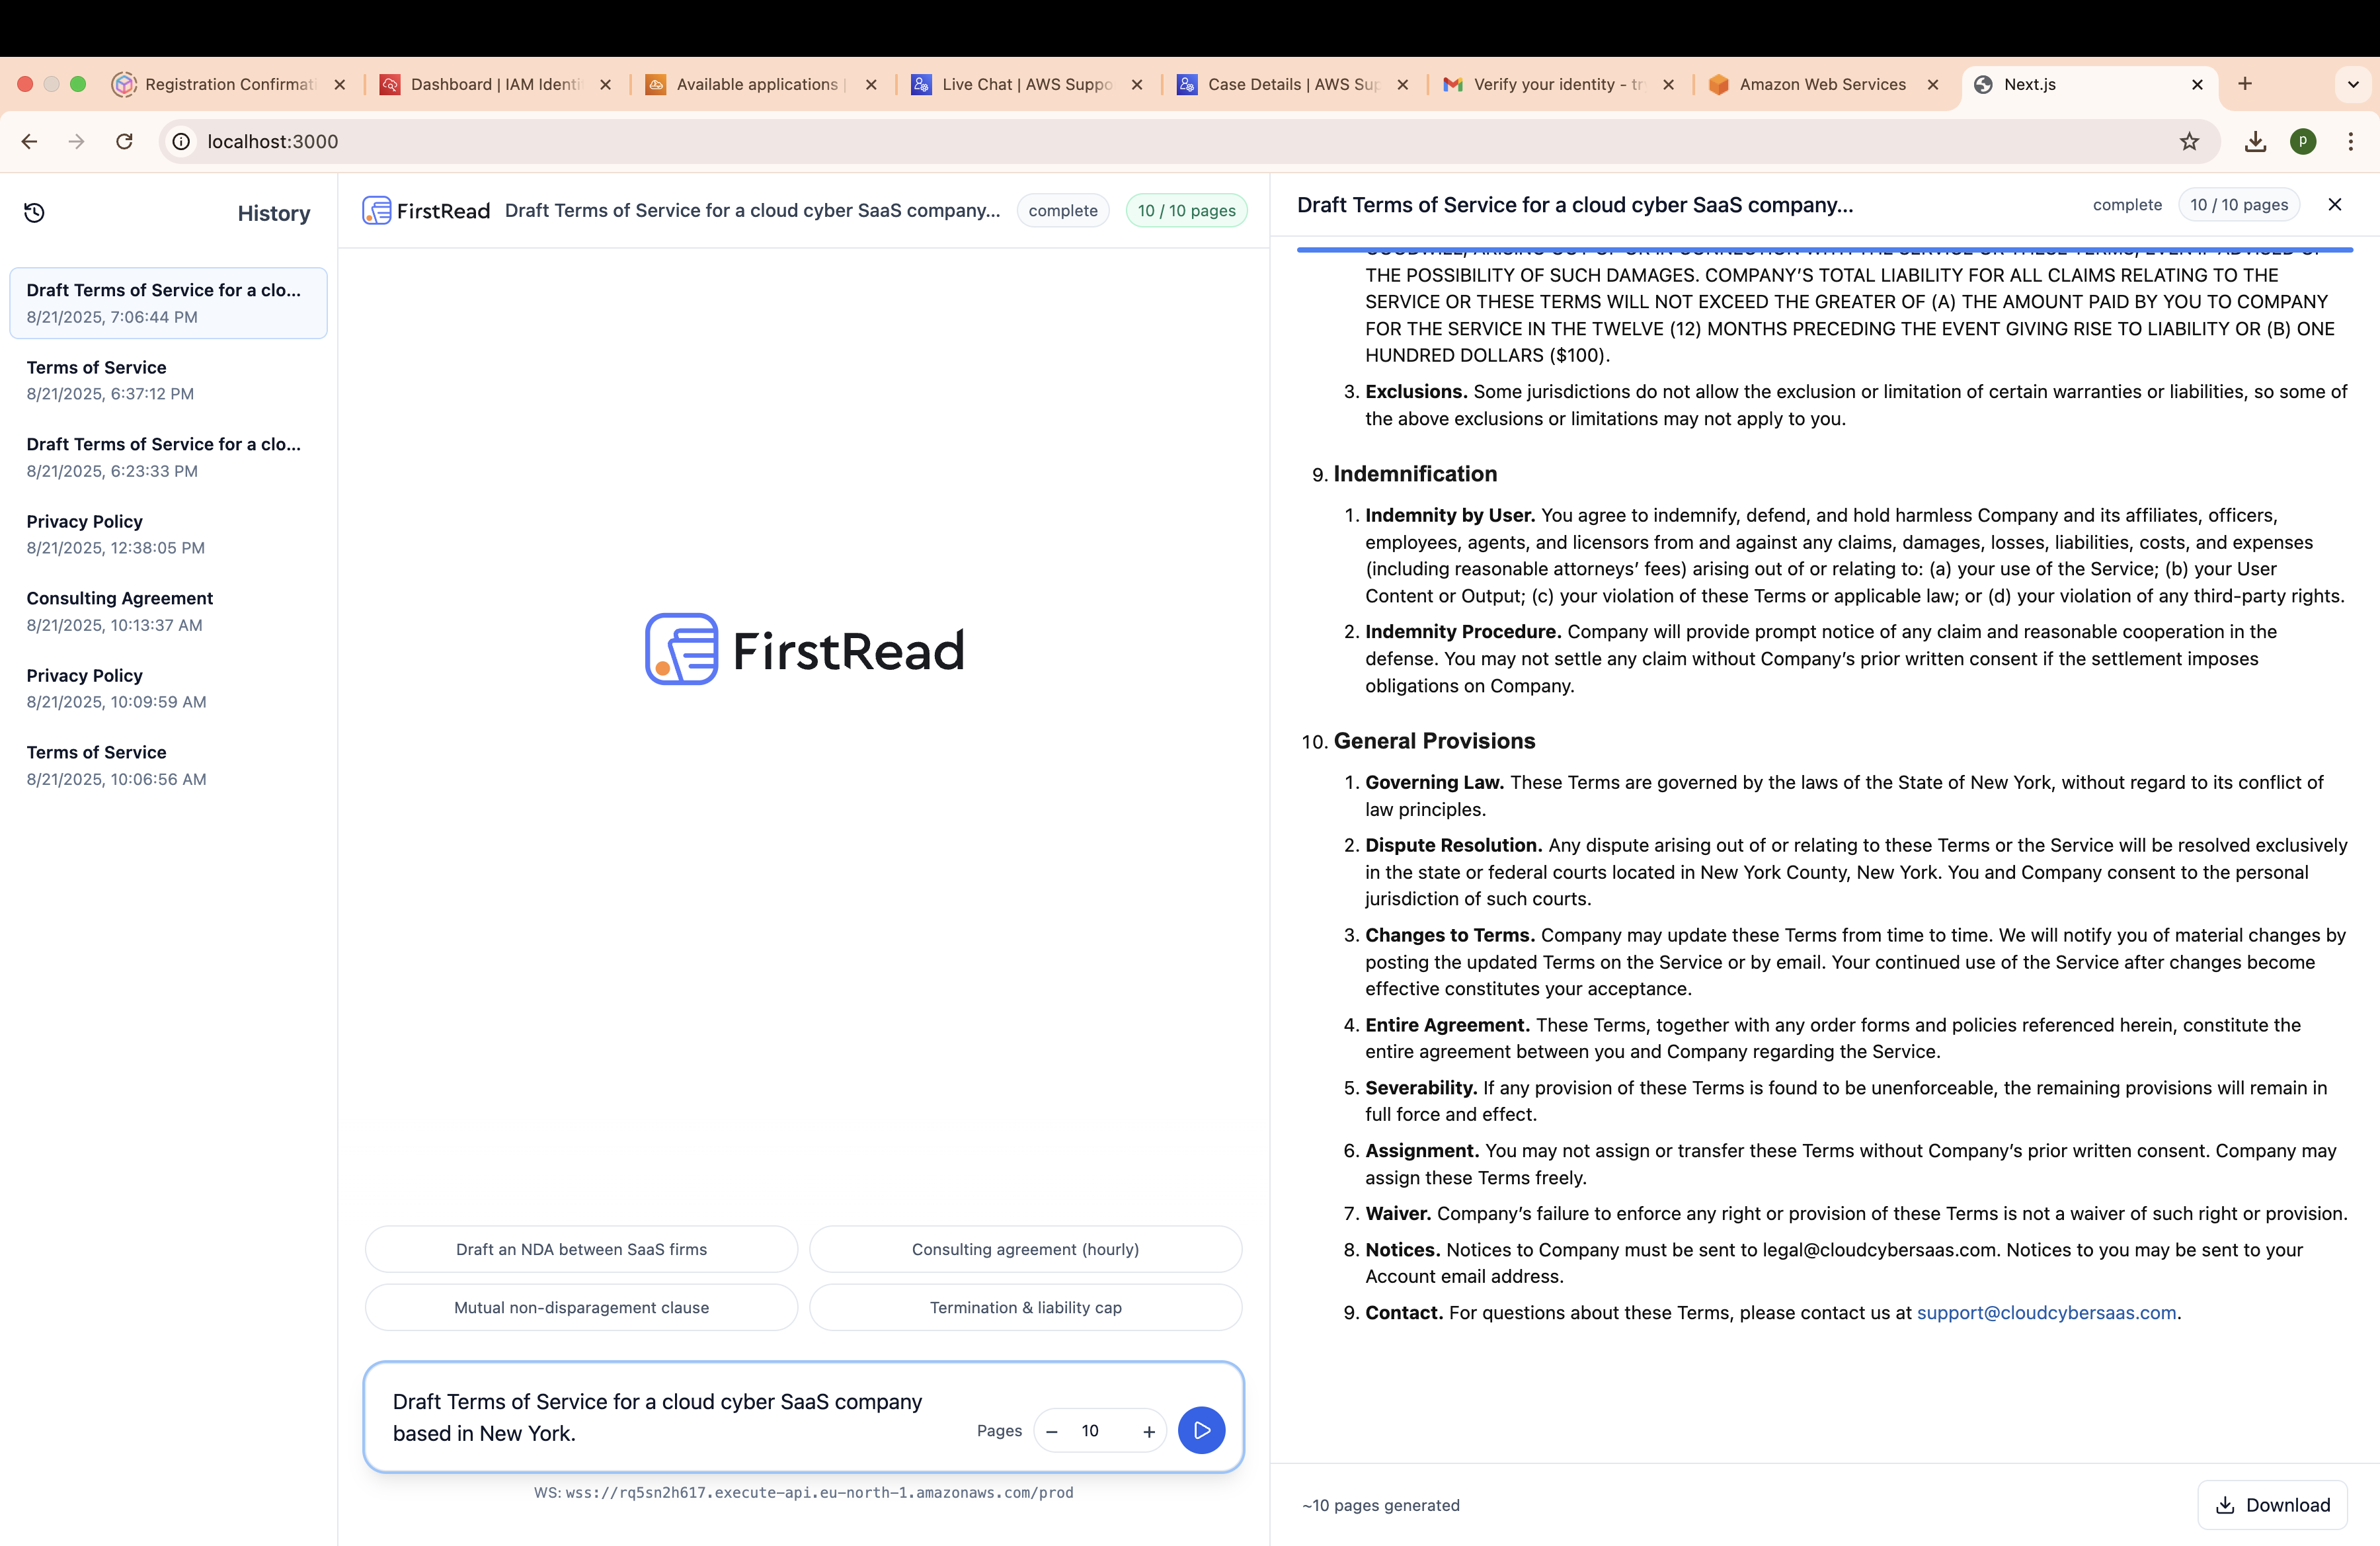 Registration Confirmati
Dashboard | IAM Identi
Available applications |
Live Chat | AWS Suppo
Case Details | AWS Sup
Verify your identity - tr
Amazon Web Services
Next.js
localhost:3000
p
History
Draft Terms of Service for a clo...
8/21/2025, 7:06:44 PM
Terms of Service
8/21/2025, 6:37:12 PM
Draft Terms of Service for a clo...
8/21/2025, 6:23:33 PM
Privacy Policy
8/21/2025, 12:38:05 PM
Consulting Agreement
8/21/2025, 10:13:37 AM
Privacy Policy
8/21/2025, 10:09:59 AM
Terms of Service
8/21/2025, 10:06:56 AM
FirstRead Draft Terms of Service for a cloud cyber SaaS company... complete 10 / 10 pages
FirstRead
Draft an NDA between SaaS firms
Consulting agreement (hourly)
Mutual non-disparagement clause
Termination & liability cap
Draft Terms of Service for a cloud cyber SaaS company
based in New York.
Pages − 10 +
WS: wss://rq5sn2h617.execute-api.eu-north-1.amazonaws.com/prod
Draft Terms of Service for a cloud cyber SaaS company... complete 10 / 10 pages
GOODWILL, ARISING OUT OF OR IN CONNECTION WITH THE SERVICE OR THESE TERMS, EVEN IF ADVISED OF
THE POSSIBILITY OF SUCH DAMAGES. COMPANY’S TOTAL LIABILITY FOR ALL CLAIMS RELATING TO THE
SERVICE OR THESE TERMS WILL NOT EXCEED THE GREATER OF (A) THE AMOUNT PAID BY YOU TO COMPANY
FOR THE SERVICE IN THE TWELVE (12) MONTHS PRECEDING THE EVENT GIVING RISE TO LIABILITY OR (B) ONE
HUNDRED DOLLARS ($100).
3. Exclusions. Some jurisdictions do not allow the exclusion or limitation of certain warranties or liabilities, so some of
the above exclusions or limitations may not apply to you.
9. Indemnification
1. Indemnity by User. You agree to indemnify, defend, and hold harmless Company and its affiliates, officers,
employees, agents, and licensors from and against any claims, damages, losses, liabilities, costs, and expenses
(including reasonable attorneys’ fees) arising out of or relating to: (a) your use of the Service; (b) your User
Content or Output; (c) your violation of these Terms or applicable law; or (d) your violation of any third-party rights.
2. Indemnity Procedure. Company will provide prompt notice of any claim and reasonable cooperation in the
defense. You may not settle any claim without Company’s prior written consent if the settlement imposes
obligations on Company.
10. General Provisions
1. Governing Law. These Terms are governed by the laws of the State of New York, without regard to its conflict of
law principles.
2. Dispute Resolution. Any dispute arising out of or relating to these Terms or the Service will be resolved exclusively
in the state or federal courts located in New York County, New York. You and Company consent to the personal
jurisdiction of such courts.
3. Changes to Terms. Company may update these Terms from time to time. We will notify you of material changes by
posting the updated Terms on the Service or by email. Your continued use of the Service after changes become
effective constitutes your acceptance.
4. Entire Agreement. These Terms, together with any order forms and policies referenced herein, constitute the
entire agreement between you and Company regarding the Service.
5. Severability. If any provision of these Terms is found to be unenforceable, the remaining provisions will remain in
full force and effect.
6. Assignment. You may not assign or transfer these Terms without Company’s prior written consent. Company may
assign these Terms freely.
7. Waiver. Company’s failure to enforce any right or provision of these Terms is not a waiver of such right or provision.
8. Notices. Notices to Company must be sent to legal@cloudcybersaas.com. Notices to you may be sent to your
Account email address.
9. Contact. For questions about these Terms, please contact us at support@cloudcybersaas.com.
~10 pages generated
Download